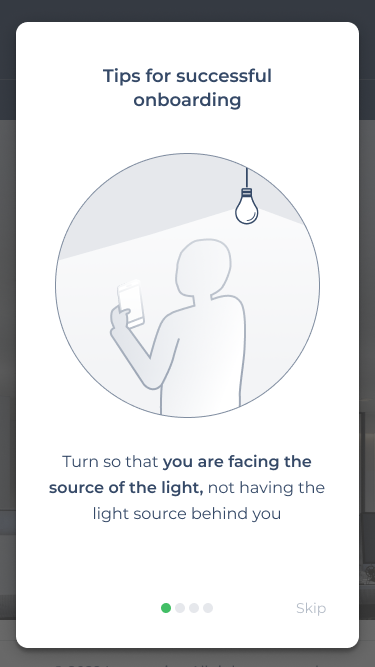 Tips for successful
onboarding
Turn so that you are facing the
source of the light, not having the
light source behind you
Skip